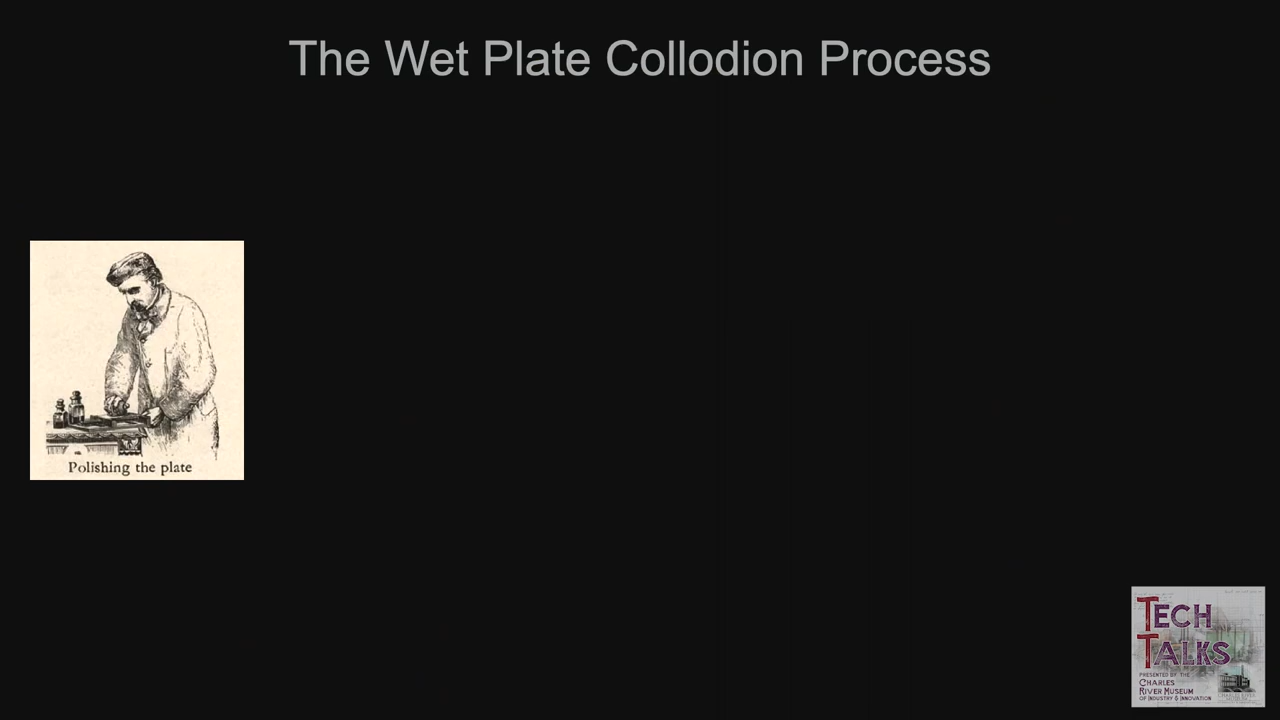 The Wet Plate Collodion Process
Polishing the plate
TECH
TALKS
PRESENTED BY THE
CHARLES
RIVER MUSEUM
OF INDUSTRY & INNOVATION